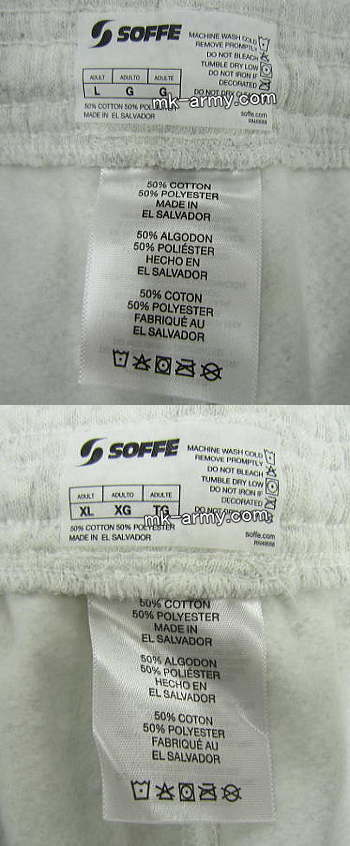 SOFFE
MACHINE WASH COLD
REMOVE PROMPTLY
DO NOT BLEACH
TUMBLE DRY LOW
DO NOT IRON IF
DECORATED
DO NOT DRY
ADULT ADULTO ADULTE
L G G
mk-army.com
50% COTTON 50% POLYESTER
MADE IN EL SALVADOR
soffe.com
50% COTTON
50% POLYESTER
MADE IN
EL SALVADOR
50% ALGODON
50% POLIÉSTER
HECHO EN
EL SALVADOR
50% COTON
50% POLYESTER
FABRIQUÉ AU
EL SALVADOR
SOFFE
MACHINE WASH COLD
REMOVE PROMPTLY
DO NOT BLEACH
TUMBLE DRY LOW
DO NOT IRON IF
DECORATED
DO NOT
ADULT ADULTO ADULTE
XL XG TG
mk-army.com
50% COTTON 50% POLYESTER
MADE IN EL SALVADOR
soffe.com
50% COTTON
50% POLYESTER
MADE IN
EL SALVADOR
50% ALGODON
50% POLIÉSTER
HECHO EN
EL SALVADOR
50% COTON
50% POLYESTER
FABRIQUÉ AU
EL SALVADOR